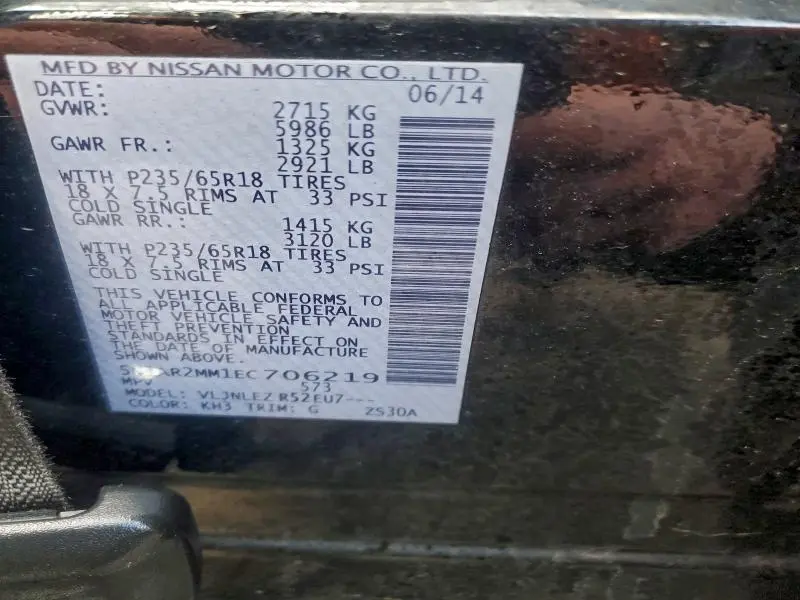 MFD BY NISSAN MOTOR CO., LTD.
DATE: 06/14
GVWR: 2715 KG
5986 LB
GAWR FR.: 1325 KG
2921 LB
WITH P235/65R18 TIRES
18 X 7.5 RIMS AT 33 PSI
COLD SINGLE
GAWR RR.: 1415 KG
3120 LB
WITH P235/65R18 TIRES
18 X 7.5 RIMS AT 33 PSI
COLD SINGLE
THIS VEHICLE CONFORMS TO
ALL APPLICABLE FEDERAL
MOTOR VEHICLE SAFETY AND
THEFT PREVENTION
STANDARDS IN EFFECT ON
THE DATE OF MANUFACTURE
SHOWN ABOVE.
AR2MM1EC706219
MPV 573
MODEL: VLJNLEZ R52EU7---
COLOR: KH3 TRIM: G ZS30A